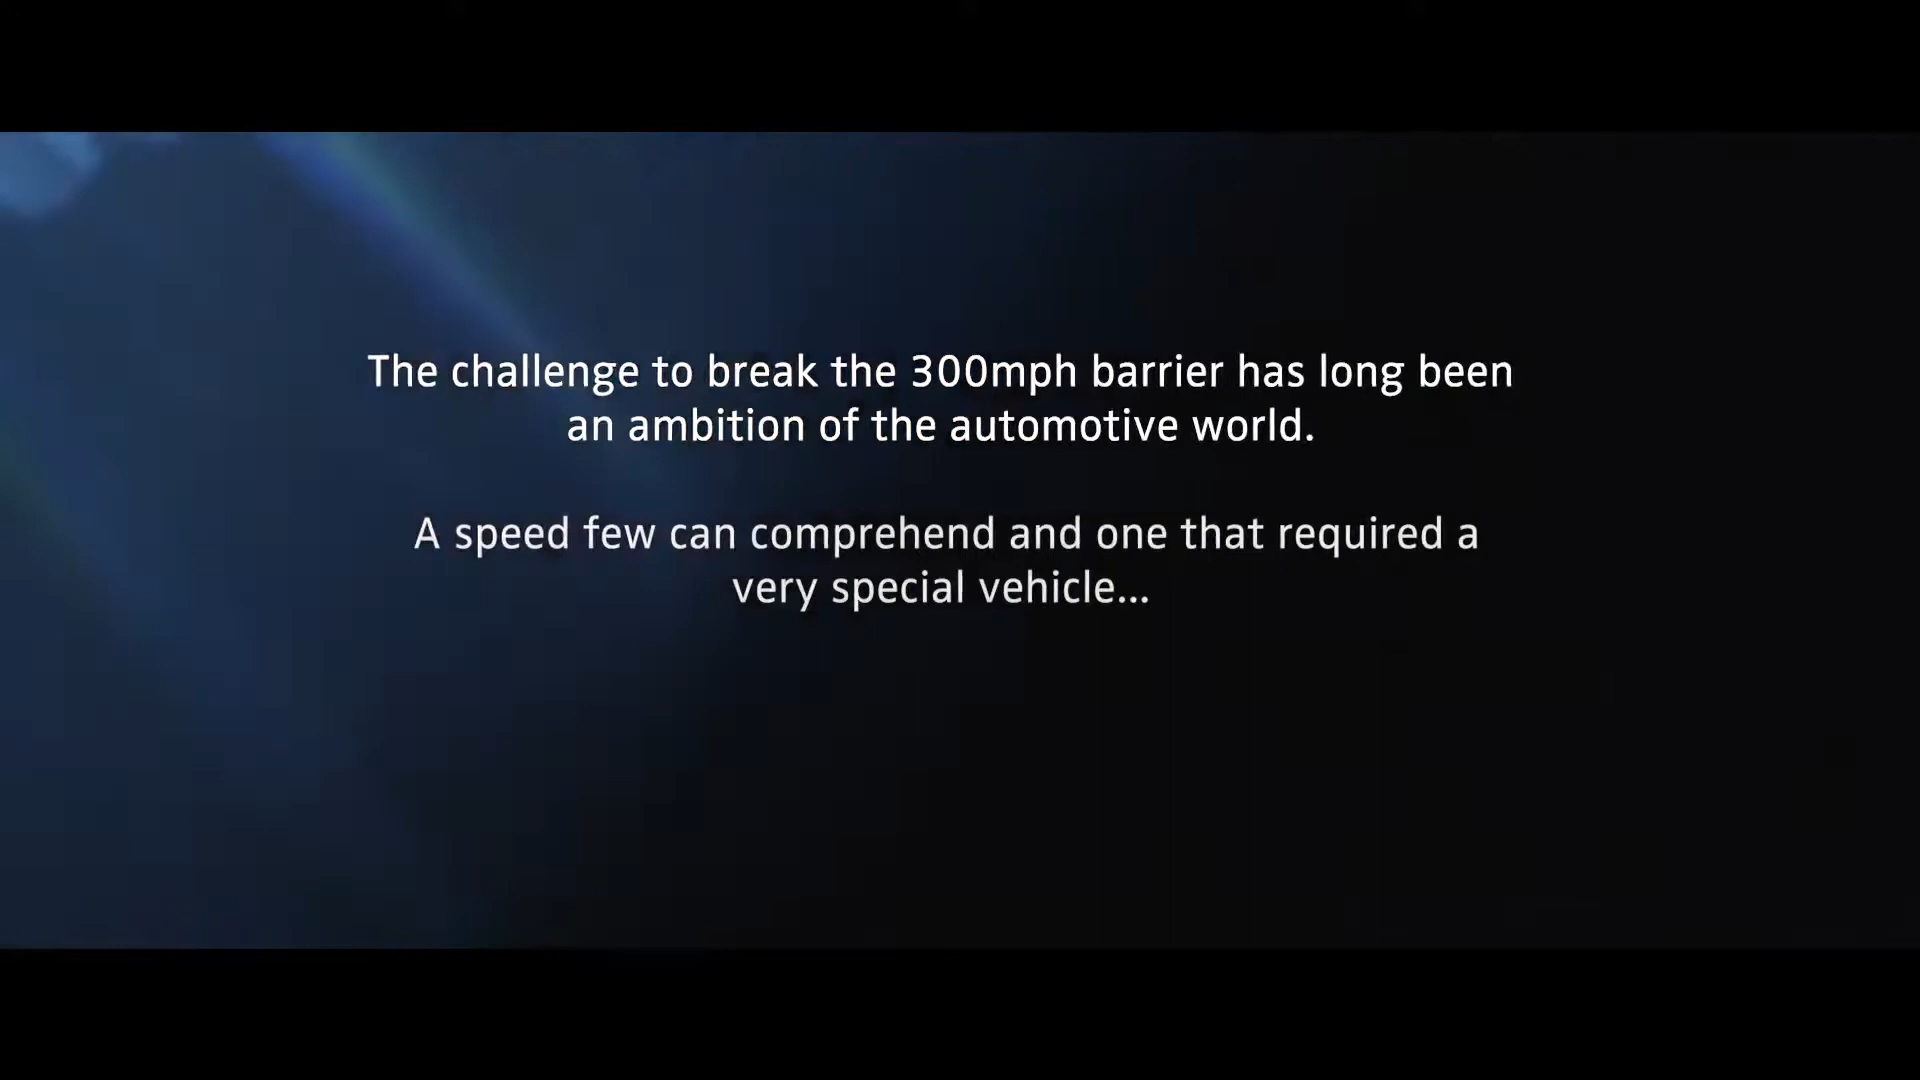 The challenge to break the 300mph barrier has long been
an ambition of the automotive world.
A speed few can comprehend and one that required a
very special vehicle...